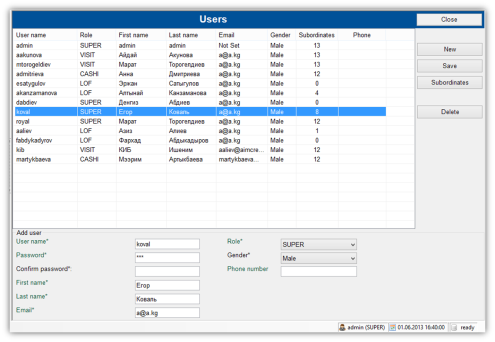 Users
Close
User name Role First name Last name Email Gender Subordinates Phone
admin SUPER admin admin Not Set Male 13
aakunova VISIT Айдай Акунова a@a.kg Male 13
mtorogeldiev VISIT Марат Торогелдиев a@a.kg Male 13
admitrieva CASHI Анна Дмитриева a@a.kg Male 12
esatygulov LOF Эркан Сатыгулов a@a.kg Male 0
akanzamanova LOF Алтынай Канзаманова a@a.kg Male 4
dabdiev SUPER Денгиз Абдиев a@a.kg Male 0
koval SUPER Егор Коваль a@a.kg Male 8
royal SUPER Марат Торогелдиев a@a.kg Male 12
aaliev LOF Азиз Алиев a@a.kg Male 1
fabdykadyrov LOF Фархад Абдыкадыров a@a.kg Male 0
kib VISIT КИБ Ишеним aaliev@aimcre... Male 12
martykbaeva CASHI Мээрим Артыкбаева martykbaeva... Male 12
New
Save
Subordinates
Delete
Add user
User name* koval Role* SUPER
Password* *** Gender* Male
Confirm password*: Phone number
First name* Егор
Last name* Коваль
Email* a@a.kg
admin (SUPER) 01.06.2013 16:40:00 ready